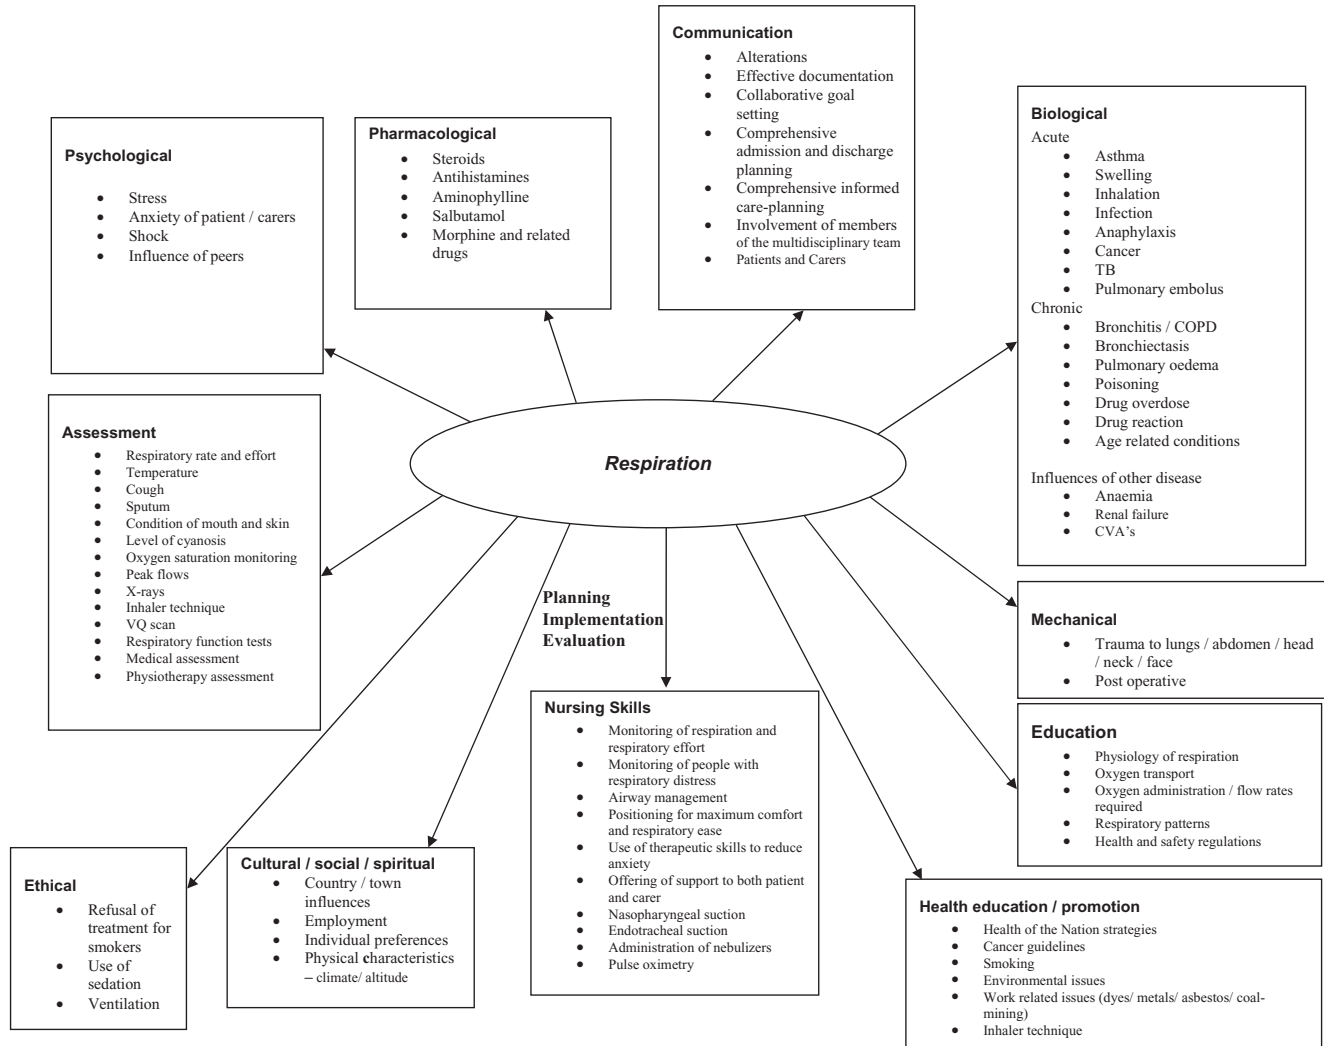 Communication
• Alterations
• Effective documentation
• Collaborative goal
setting
• Comprehensive
admission and discharge
planning
• Comprehensive informed
care-planning
• Involvement of members
of the multidisciplinary team
• Patients and Carers
Psychological
• Stress
• Anxiety of patient / carers
• Shock
• Influence of peers
Pharmacological
• Steroids
• Antihistamines
• Aminophylline
• Salbutamol
• Morphine and related
drugs
Biological
Acute
• Asthma
• Swelling
• Inhalation
• Infection
• Anaphylaxis
• Cancer
• TB
• Pulmonary embolus
Chronic
• Bronchitis / COPD
• Bronchiectasis
• Pulmonary oedema
• Poisoning
• Drug overdose
• Drug reaction
• Age related conditions
Influences of other disease
• Anaemia
• Renal failure
• CVA's
Respiration
Assessment
• Respiratory rate and effort
• Temperature
• Cough
• Sputum
• Condition of mouth and skin
• Level of cyanosis
• Oxygen saturation monitoring
• Peak flows
• X-rays
• Inhaler technique
• VQ scan
• Respiratory function tests
• Medical assessment
• Physiotherapy assessment
Planning
Implementation
Evaluation
Mechanical
• Trauma to lungs / abdomen / head
/ neck / face
• Post operative
Education
• Physiology of respiration
• Oxygen transport
• Oxygen administration / flow rates
required
• Respiratory patterns
• Health and safety regulations
Nursing Skills
• Monitoring of respiration and
respiratory effort
• Monitoring of people with
respiratory distress
• Airway management
• Positioning for maximum comfort
and respiratory ease
• Use of therapeutic skills to reduce
anxiety
• Offering of support to both patient
and carer
• Nasopharyngeal suction
• Endotracheal suction
• Administration of nebulizers
• Pulse oximetry
Ethical
• Refusal of
treatment for
smokers
• Use of
sedation
• Ventilation
Cultural / social / spiritual
• Country / town
influences
• Employment
• Individual preferences
• Physical characteristics
– climate/ altitude
Health education / promotion
• Health of the Nation strategies
• Cancer guidelines
• Smoking
• Environmental issues
• Work related issues (dyes/ metals/ asbestos/ coal-
mining)
• Inhaler technique